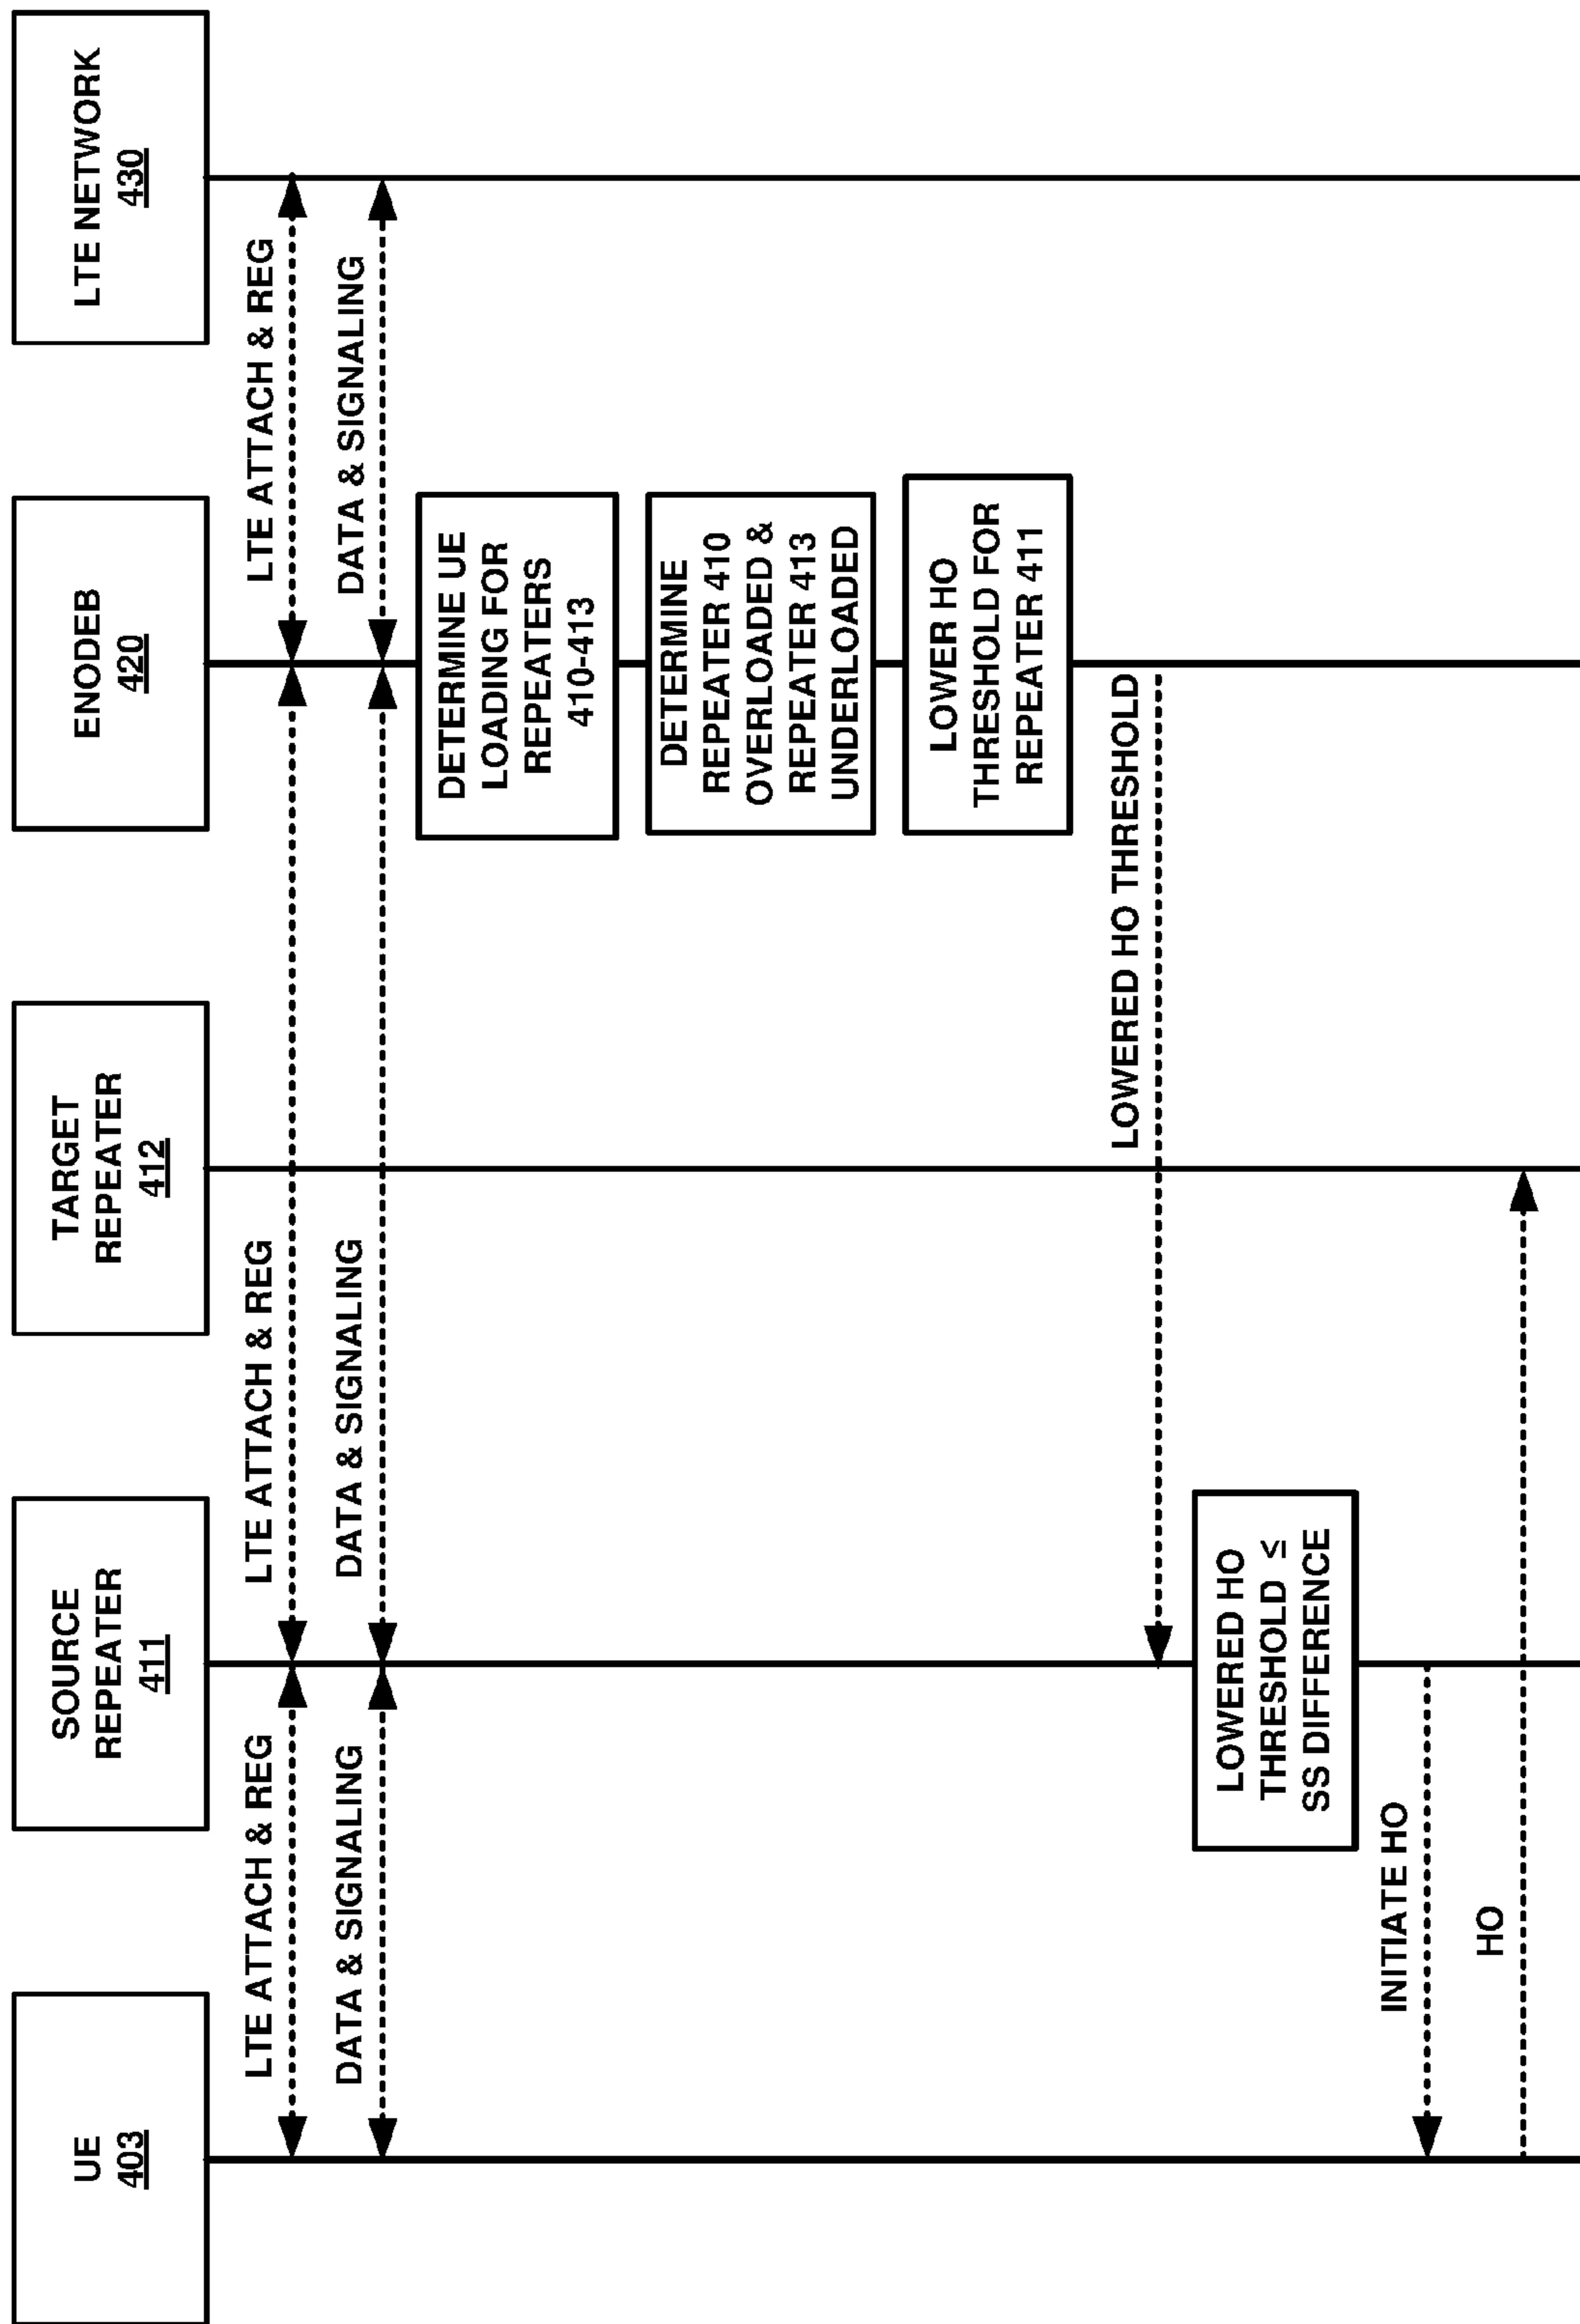 UE
403
SOURCE
REPEATER
411
TARGET
REPEATER
412
ENODEB
420
LTE NETWORK
430
LTE ATTACH & REG
LTE ATTACH & REG
LTE ATTACH & REG
DATA & SIGNALING
DATA & SIGNALING
DATA & SIGNALING
DETERMINE UE
LOADING FOR
REPEATERS
410-413
DETERMINE
REPEATER 410
OVERLOADED &
REPEATER 413
UNDERLOADED
LOWER HO
THRESHOLD FOR
REPEATER 411
LOWERED HO THRESHOLD
LOWERED HO
THRESHOLD ≤
SS DIFFERENCE
INITIATE HO
HO